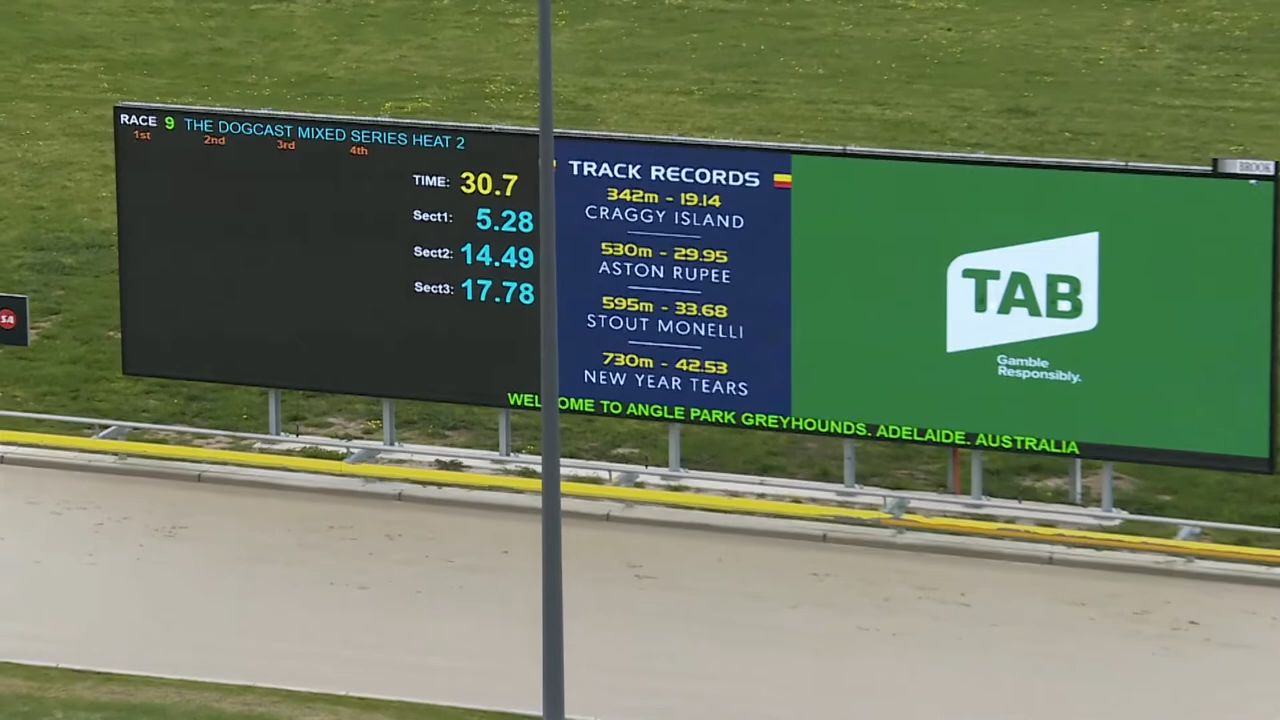 RACE 9 THE DOGCAST MIXED SERIES HEAT 2
1st 2nd 3rd 4th
TIME: 30.7
Sect1: 5.28
Sect2: 14.49
Sect3: 17.78
TRACK RECORDS
342m - 19.14
CRAGGY ISLAND
530m - 29.95
ASTON RUPEE
595m - 33.68
STOUT MONELLI
730m - 42.53
NEW YEAR TEARS
TAB
Gamble
Responsibly.
WELCOME TO ANGLE PARK GREYHOUNDS. ADELAIDE. AUSTRALIA
SA